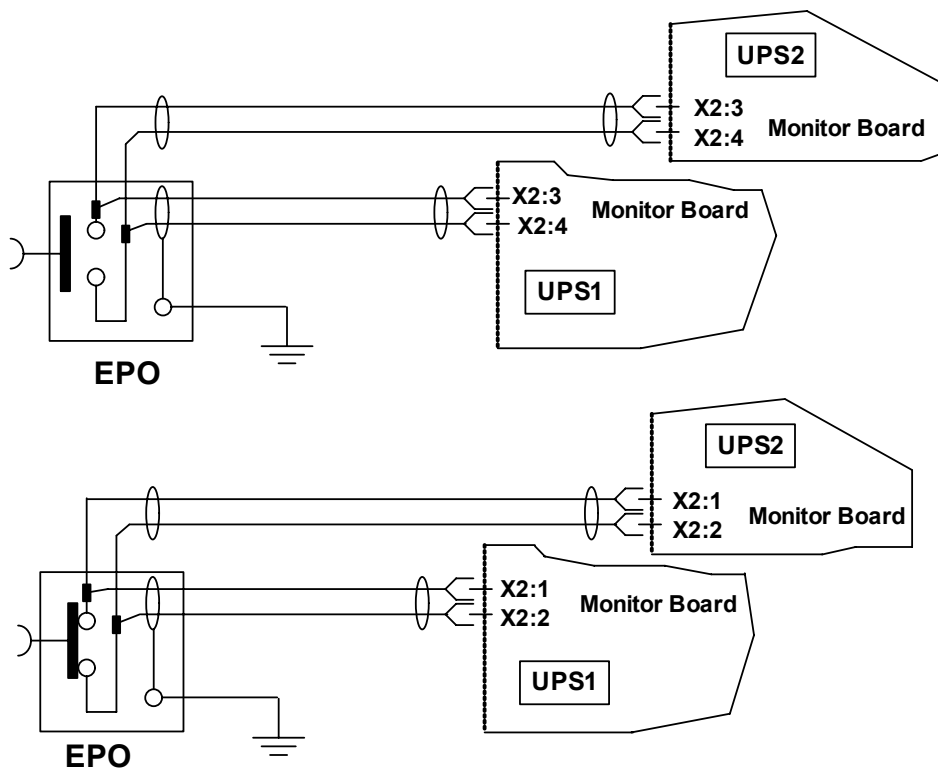 UPS2
X2:3
X2:4 Monitor Board
X2:3
Monitor Board
X2:4
UPS1
EPO
UPS2
X2:1
X2:2 Monitor Board
X2:1
Monitor Board
X2:2
UPS1
EPO